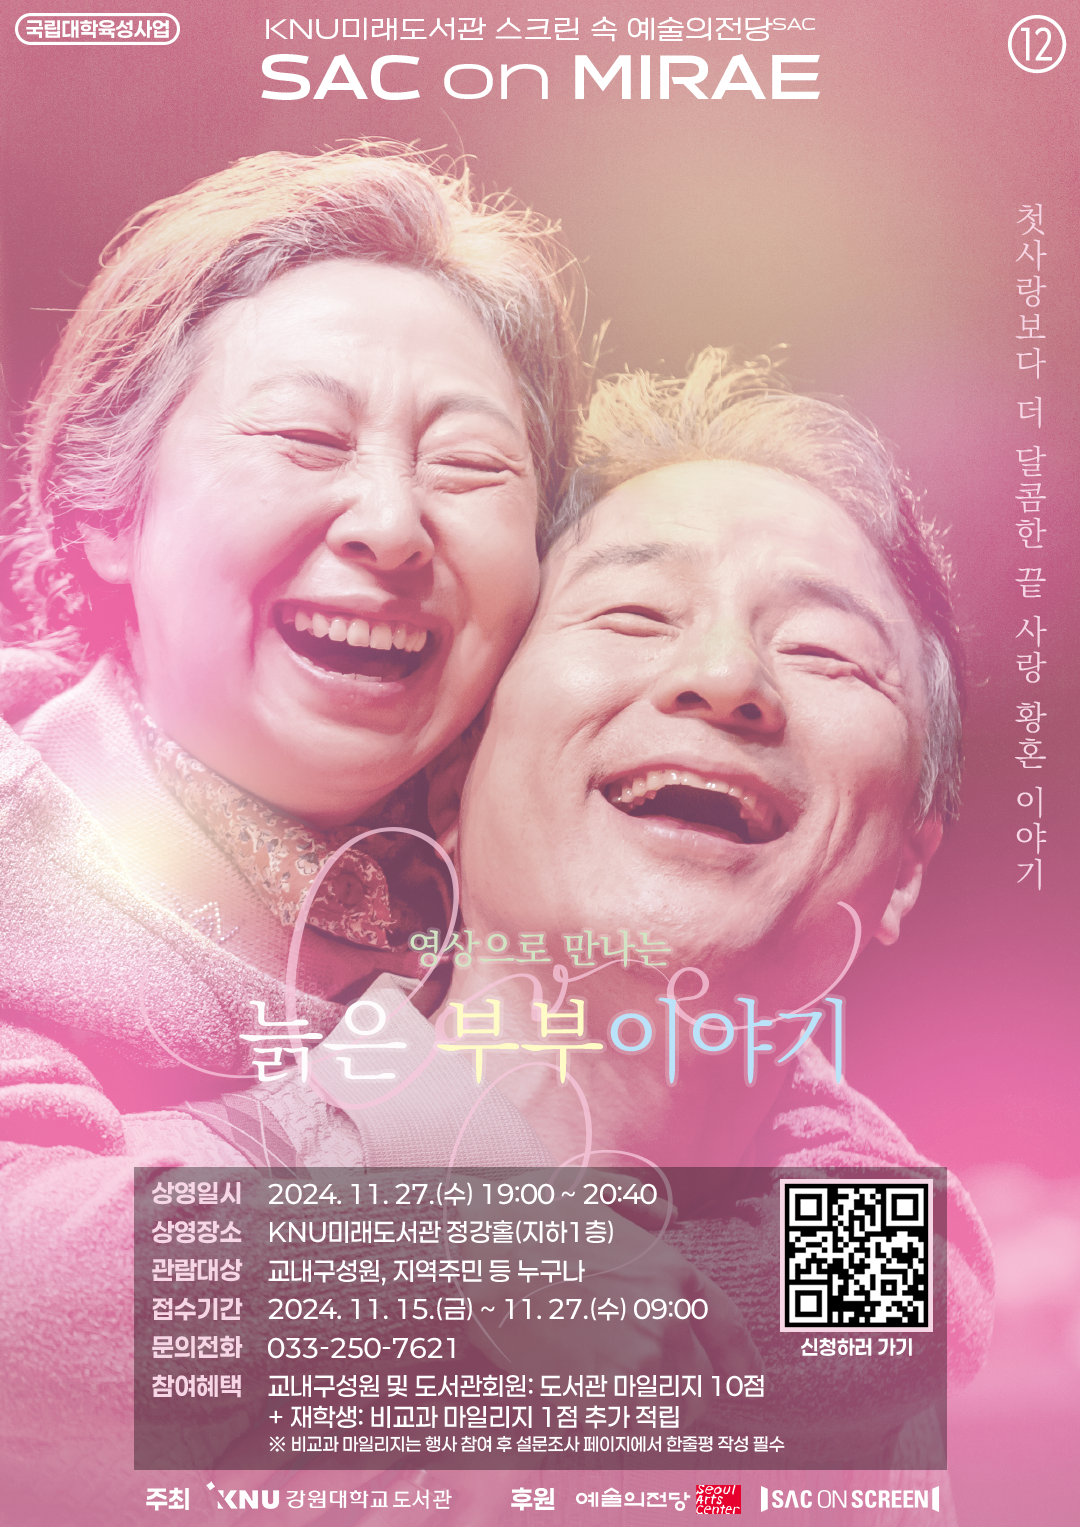 국립대학육성사업
KNU미래도서관 스크린 속 예술의전당SAC
SAC on MIRAE
12
첫사랑보다 더 달콤한 끝 사랑 황혼 이야기
영상으로 만나는
늙은 부부이야기
상영일시 2024. 11. 27.(수) 19:00 ~ 20:40
상영장소 KNU미래도서관 정강홀(지하1층)
관람대상 교내구성원, 지역주민 등 누구나
접수기간 2024. 11. 15.(금) ~ 11. 27.(수) 09:00
문의전화 033-250-7621
참여혜택 교내구성원 및 도서관회원: 도서관 마일리지 10점
+ 재학생: 비교과 마일리지 1점 추가 적립
※ 비교과 마일리지는 행사 참여 후 설문조사 페이지에서 한줄평 작성 필수
신청하러 가기
주최 KNU 강원대학교도서관 후원 예술의전당 Seoul Arts Center SAC ON SCREEN